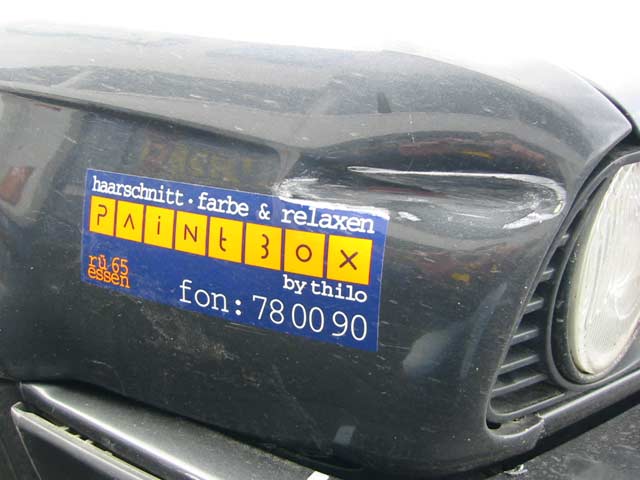 haarschnitt · farbe & relaxen
PAiNtBOX
by thilo
rü 65
essen
fon: 78 00 90